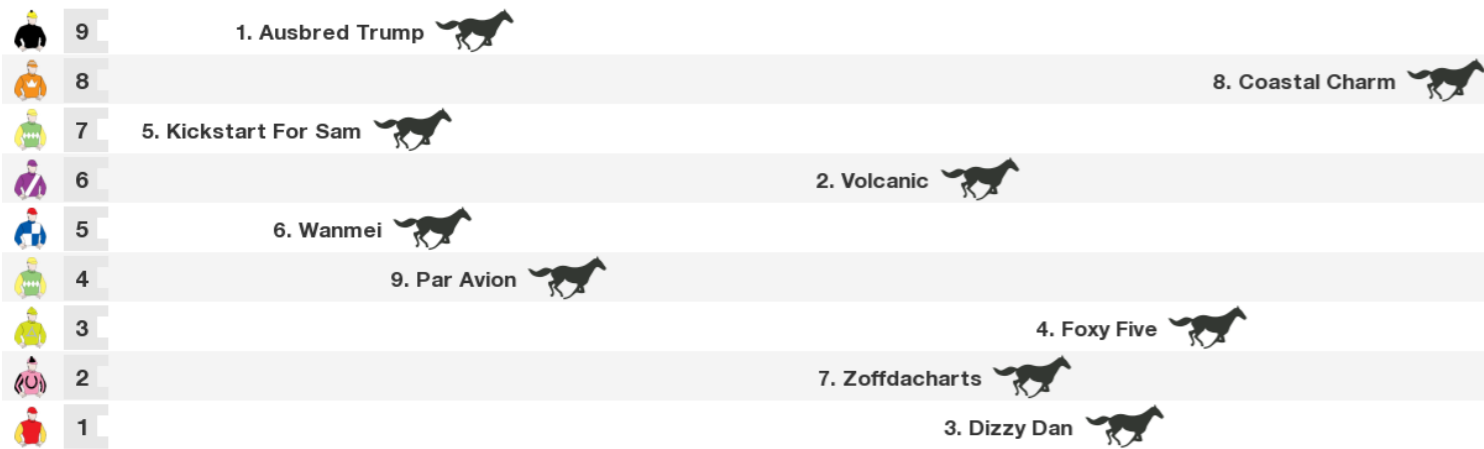 9 1. Ausbred Trump
8 8. Coastal Charm
7 5. Kickstart For Sam
6 2. Volcanic
5 6. Wanmei
4 9. Par Avion
3 4. Foxy Five
2 7. Zoffdacharts
1 3. Dizzy Dan